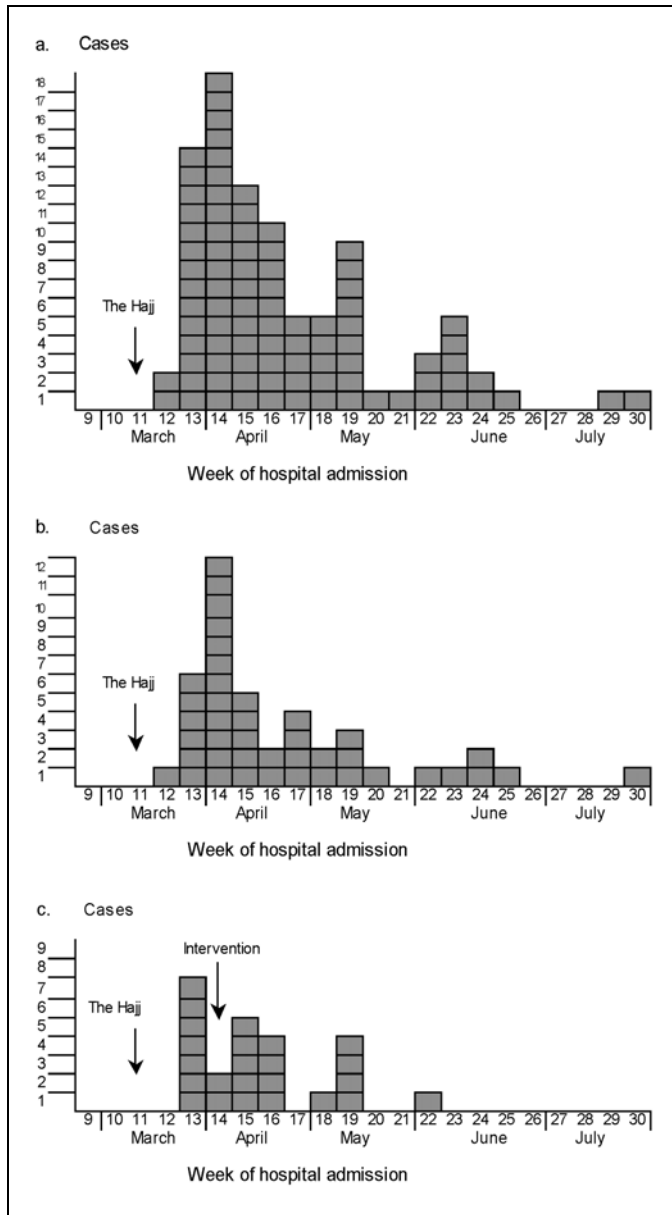 a. Cases
18
17
16
15
14
13
12
11
10
9
8
7
6
5
4
3
2
1
The Hajj
9 10 11 12 13 14 15 16 17 18 19 20 21 22 23 24 25 26 27 28 29 30
March April May June July
Week of hospital admission
b. Cases
12
11
10
9
8
7
6
5
4
3
2
1
The Hajj
9 10 11 12 13 14 15 16 17 18 19 20 21 22 23 24 25 26 27 28 29 30
March April May June July
Week of hospital admission
c. Cases
Intervention
9
8
7
6
5
4
3
2
1
The Hajj
9 10 11 12 13 14 15 16 17 18 19 20 21 22 23 24 25 26 27 28 29 30
March April May June July
Week of hospital admission